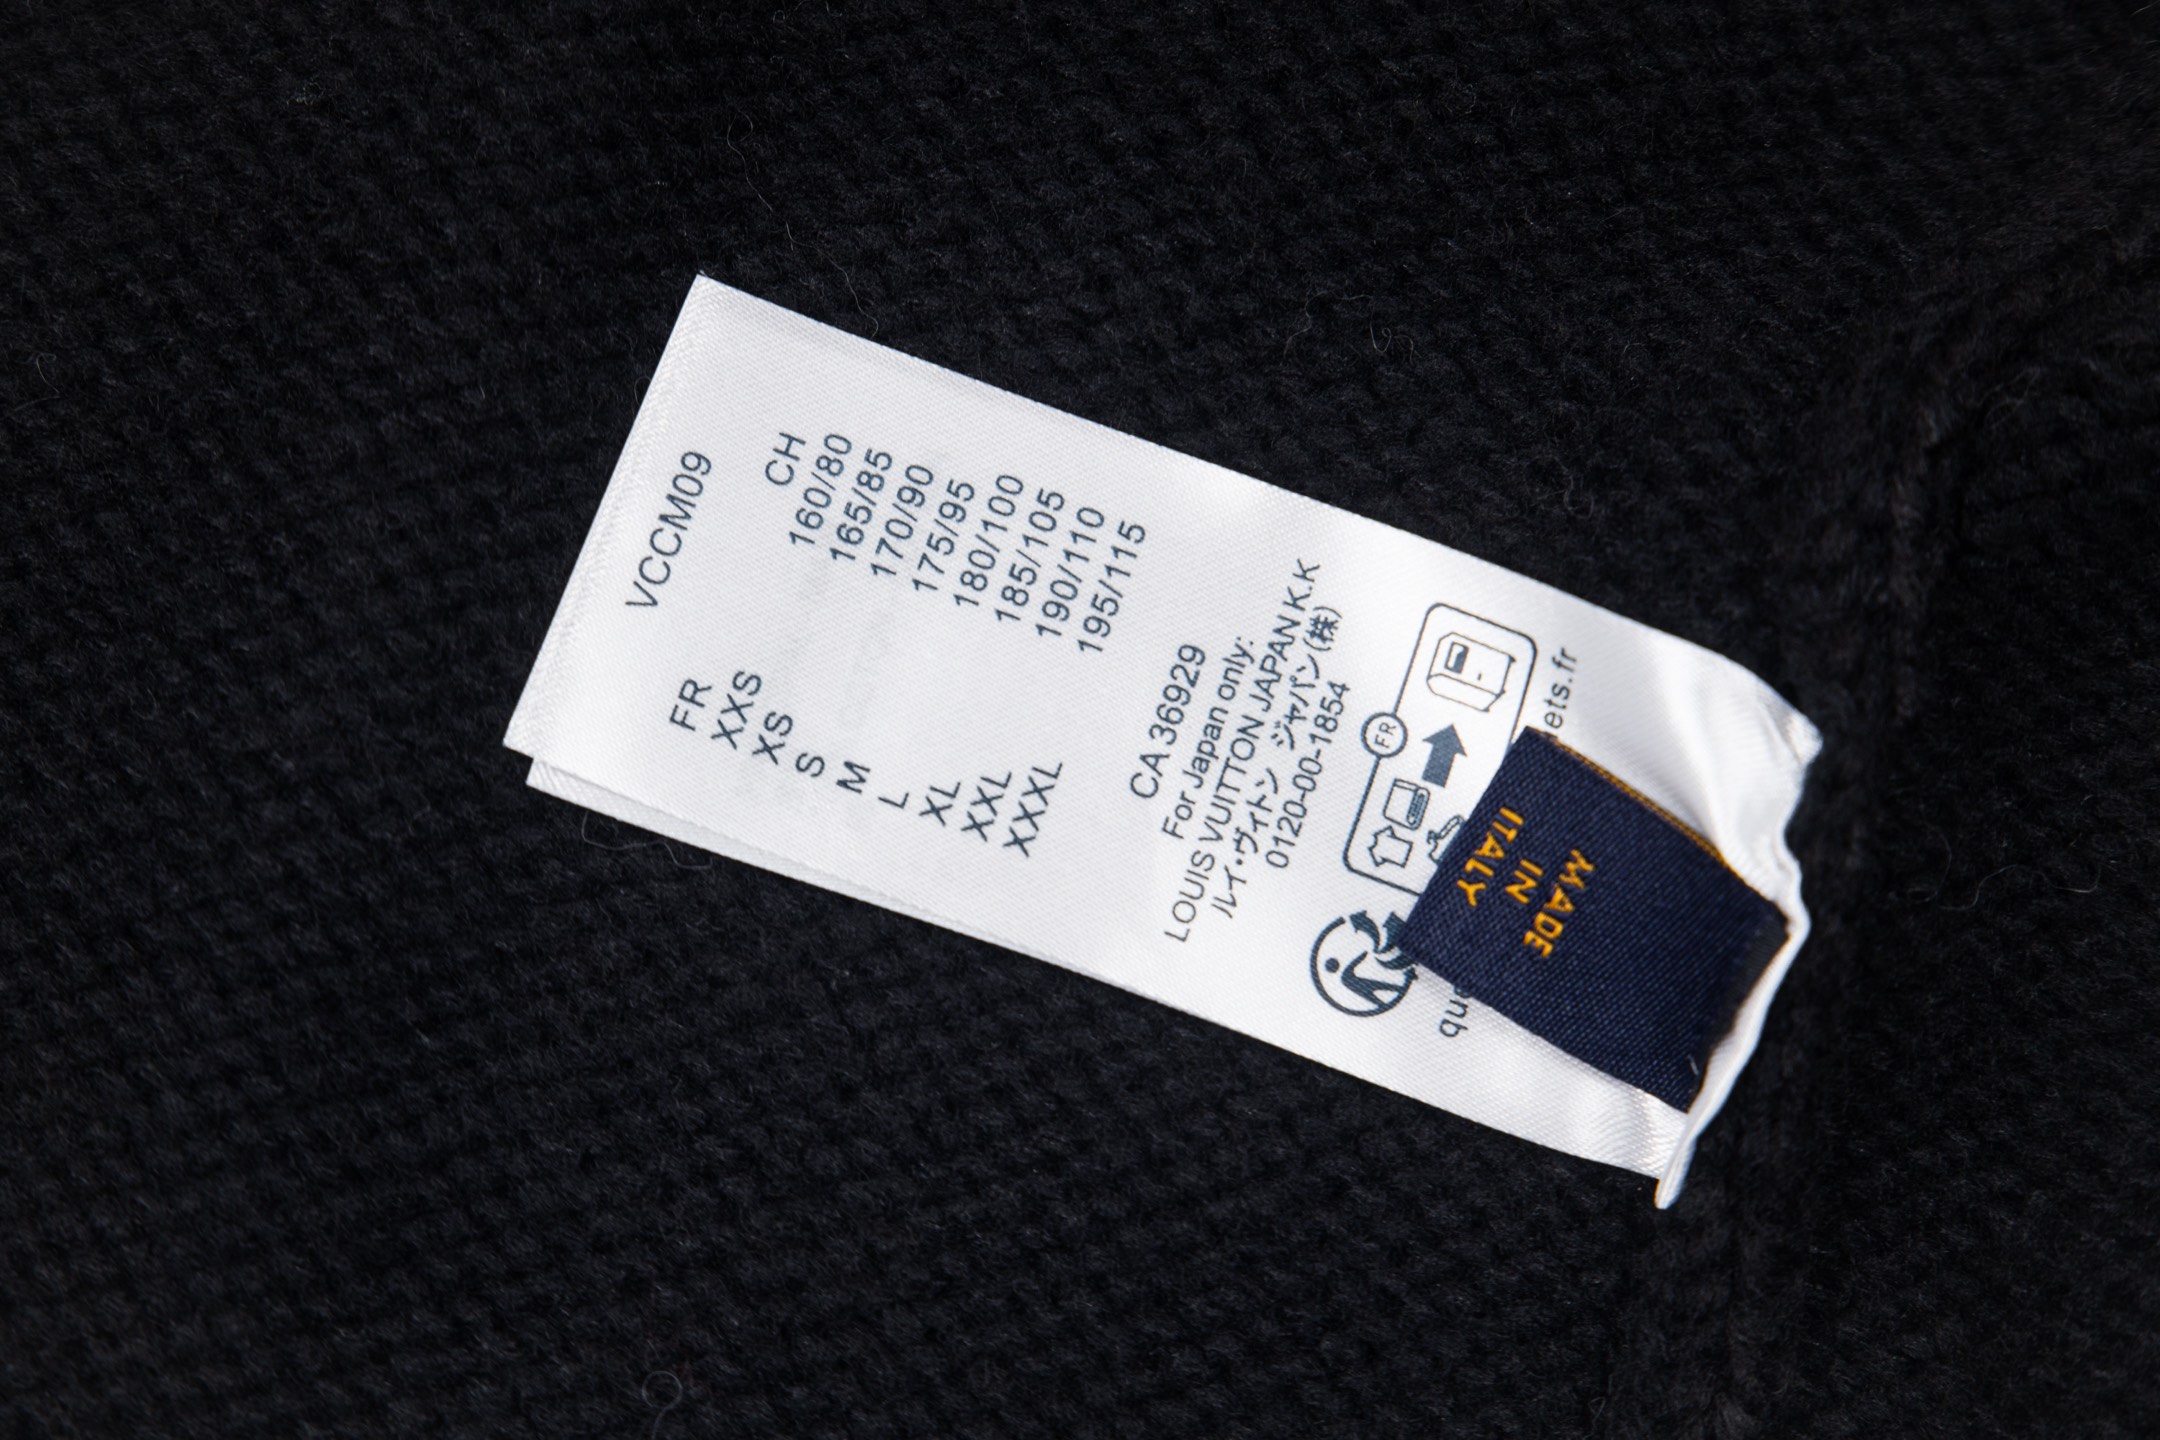 VCCM09
FR CH
XXS 160/80
XS 165/85
S 170/90
M 175/95
L 180/100
XL 185/105
XXL 190/110
XXXL 195/115
CA 36929
For Japan only:
LOUIS VUITTON JAPAN K.K
ルイ・ヴィトン ジャパン(株)
0120-00-1854
FR
ets.fr
MADE
IN
ITALY